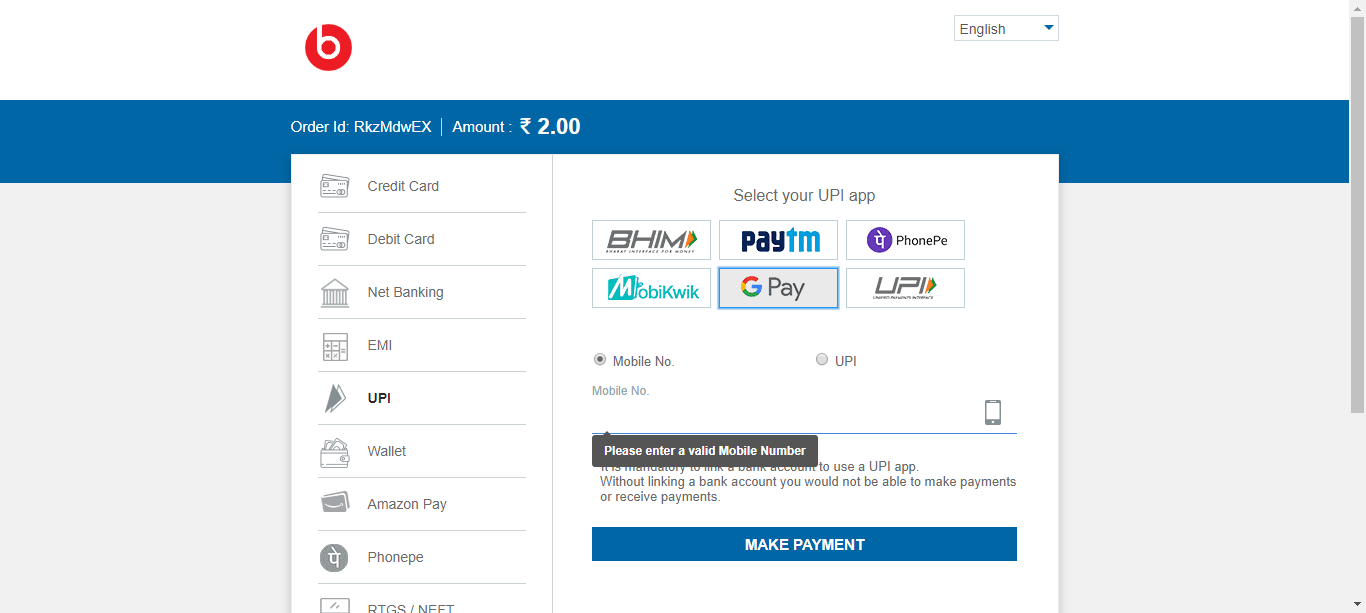 b
English
Order Id: RkzMdwEX
Amount : ₹ 2.00
Credit Card
Debit Card
Net Banking
EMI
UPI
Wallet
Amazon Pay
Phonepe
RTGS / NEFT
Select your UPI app
BHIM
BHARAT INTERFACE FOR MONEY
paytm
पे PhonePe
MobiKwik
G Pay
UPI
UNIFIED PAYMENTS INTERFACE
Mobile No.
UPI
Mobile No.
Please enter a valid Mobile Number
It is mandatory to link a bank account to use a UPI app.
Without linking a bank account you would not be able to make payments
or receive payments.
MAKE PAYMENT